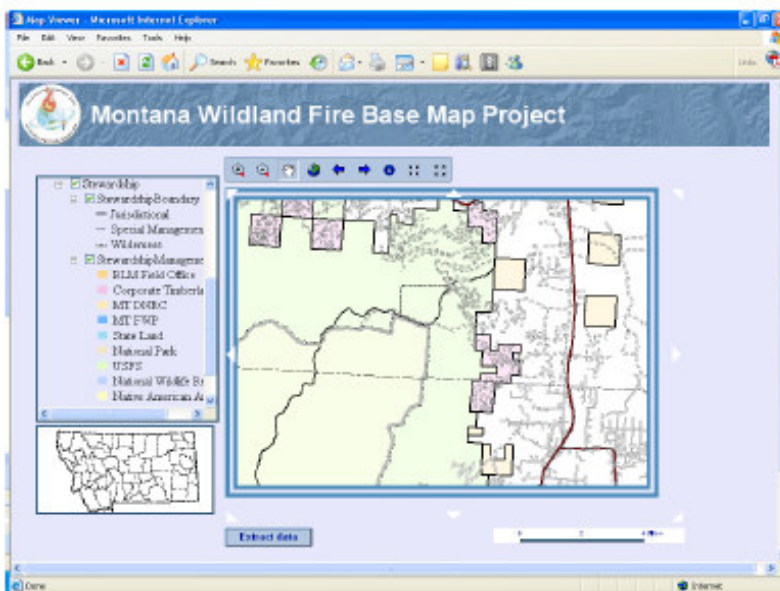 Map Viewer - Microsoft Internet Explorer
File Edit View Favorites Tools Help
Back Search Favorites Links
Montana Wildland Fire Base Map Project
Stewardship
StewardshipBoundary
Jurisdictional
Special Managemen
Wilderness
StewardshipManageme
BLM Field Office
Corporate Timberla
MT DNRC
MT FWP
State Land
National Park
USFS
National Wildlife Re
Native American A
Extract data
Done Internet